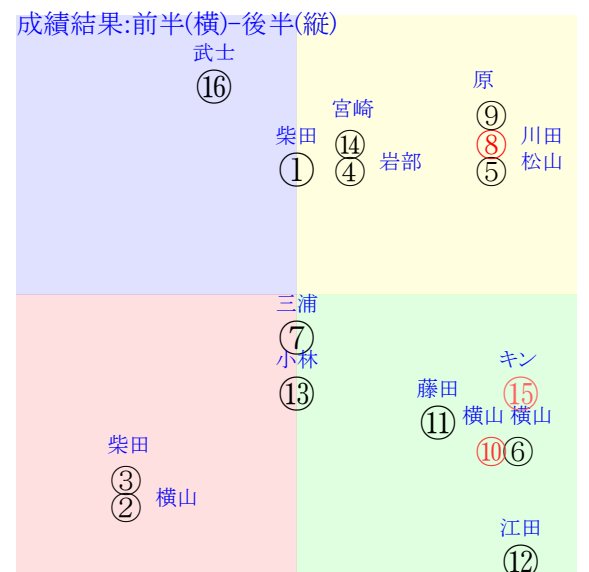 成績結果:前半(横)-後半(縦)
武士
⑯
原
宮崎
⑨
柴田
⑭
⑧
川田
①
④
岩部
⑤
松山
三浦
⑦
小林
キン
⑬
藤田
⑮
⑪
横山
横山
柴田
⑩
⑥
③
②
横山
江田
⑫